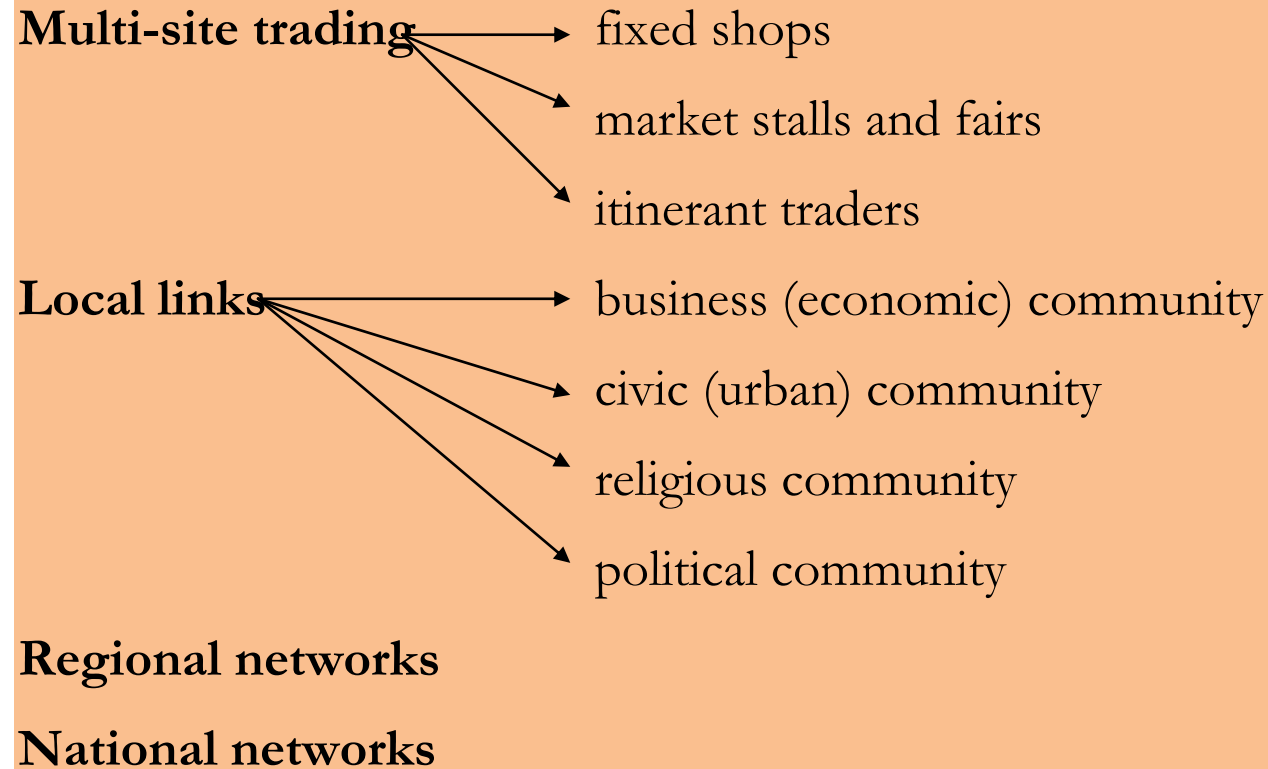 Multi-site trading fixed shops
market stalls and fairs
itinerant traders
Local links business (economic) community
civic (urban) community
religious community
political community
Regional networks
National networks